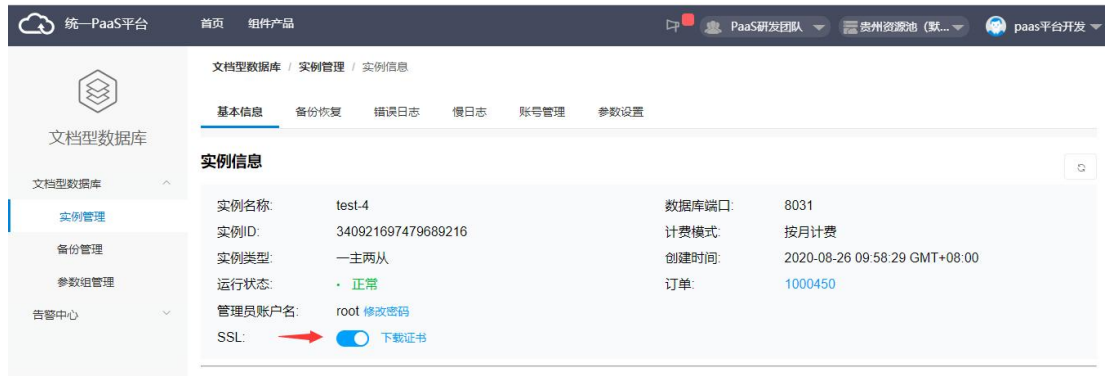 统一PaaS平台 首页 组件产品 PaaS研发团队 贵州资源池（默... paas平台开发
文档型数据库 / 实例管理 / 实例信息
基本信息 备份恢复 错误日志 慢日志 账号管理 参数设置
文档型数据库
实例信息
文档型数据库
实例管理
备份管理
参数组管理
告警中心
实例名称: test-4 数据库端口: 8031
实例ID: 340921697479689216 计费模式: 按月计费
实例类型: 一主两从 创建时间: 2020-08-26 09:58:29 GMT+08:00
运行状态: · 正常 订单: 1000450
管理员账户名: root 修改密码
SSL: 下载证书